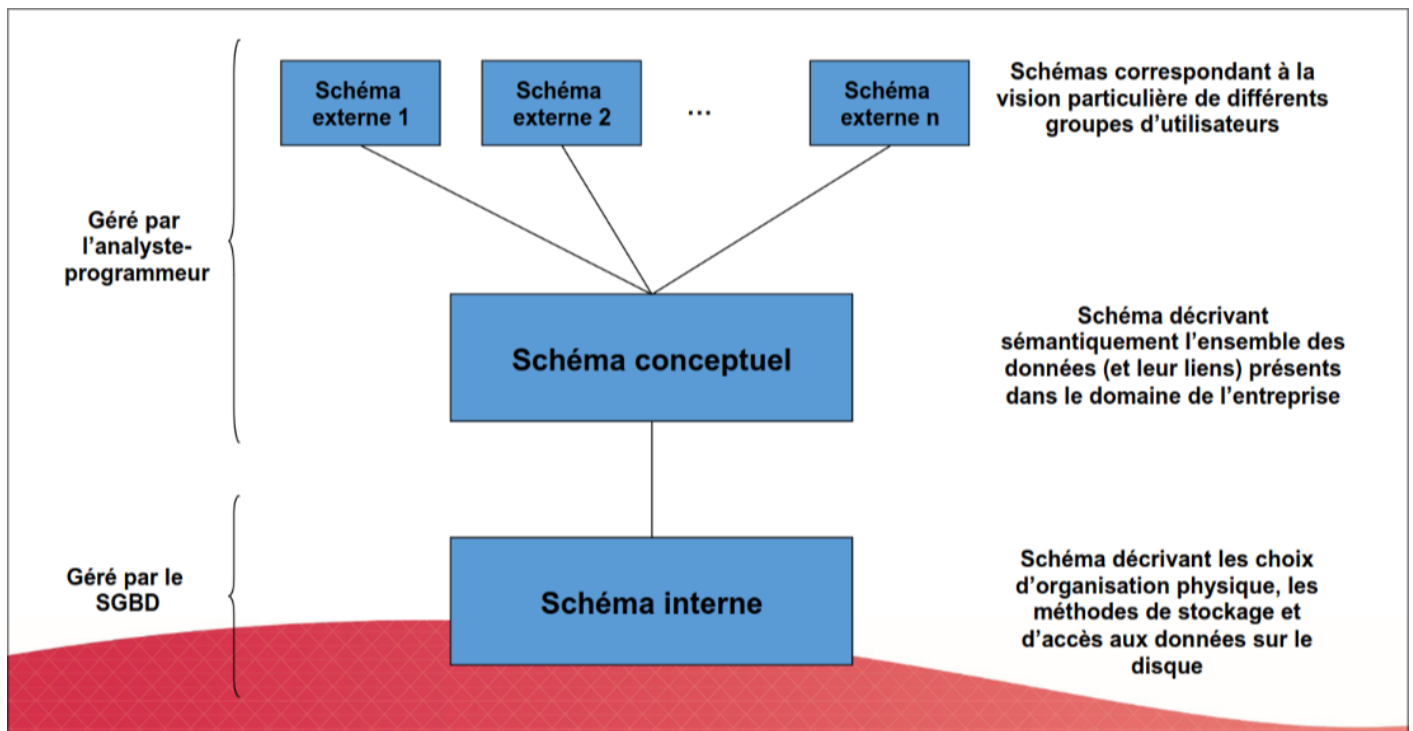 Schéma
externe 1
Schéma
externe 2
...
Schéma
externe n
Schémas correspondant à la
vision particulière de différents
groupes d'utilisateurs
Géré par
l'analyste-
programmeur
Schéma conceptuel
Schéma décrivant
sémantiquement l'ensemble des
données (et leur liens) présents
dans le domaine de l'entreprise
Géré par le
SGBD
Schéma interne
Schéma décrivant les choix
d'organisation physique, les
méthodes de stockage et
d'accès aux données sur le
disque